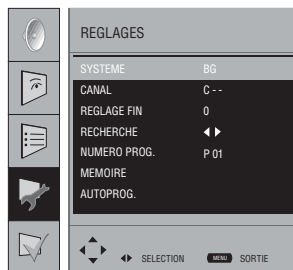 REGLAGES
SYSTEME BG
CANAL C - -
REGLAGE FIN 0
RECHERCHE
NUMERO PROG. P 01
MEMOIRE
AUTOPROG.
SELECTION MENU SORTIE